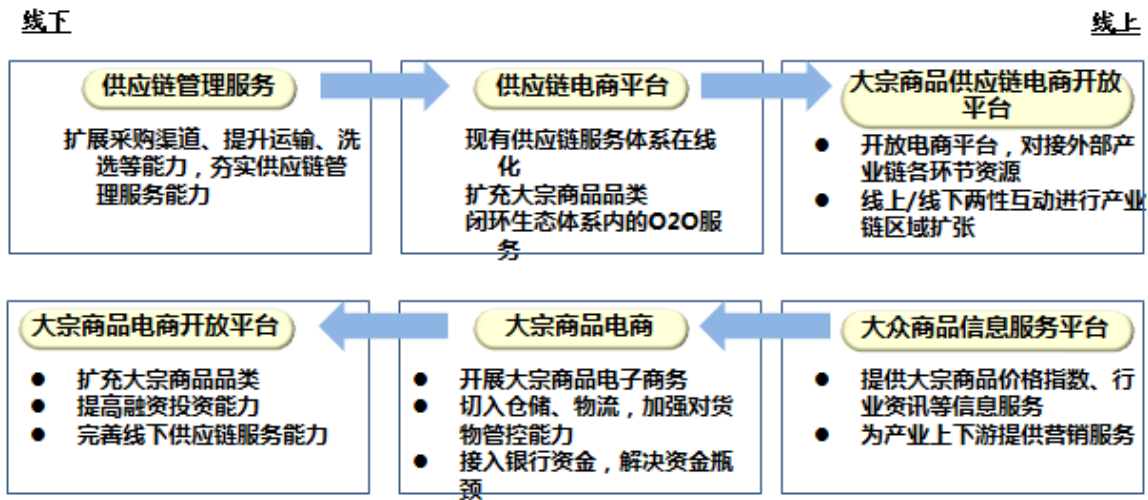 线下
线上
供应链管理服务
扩展采购渠道、提升运输、洗
选等能力，夯实供应链管
理服务能力
供应链电商平台
现有供应链服务体系在线
化
扩充大宗商品品类
闭环生态体系内的O2O服
务
大宗商品供应链电商开放
平台
● 开放电商平台，对接外部产
业链各环节资源
● 线上/线下两性互动进行产业
链区域扩张
大宗商品电商开放平台
● 扩充大宗商品品类
● 提高融资投资能力
● 完善线下供应链服务能力
大宗商品电商
● 开展大宗商品电子商务
● 切入仓储、物流，加强对货
物管控能力
● 接入银行资金，解决资金瓶
颈
大众商品信息服务平台
● 提供大宗商品价格指数、行
业资讯等信息服务
● 为产业上下游提供营销服务